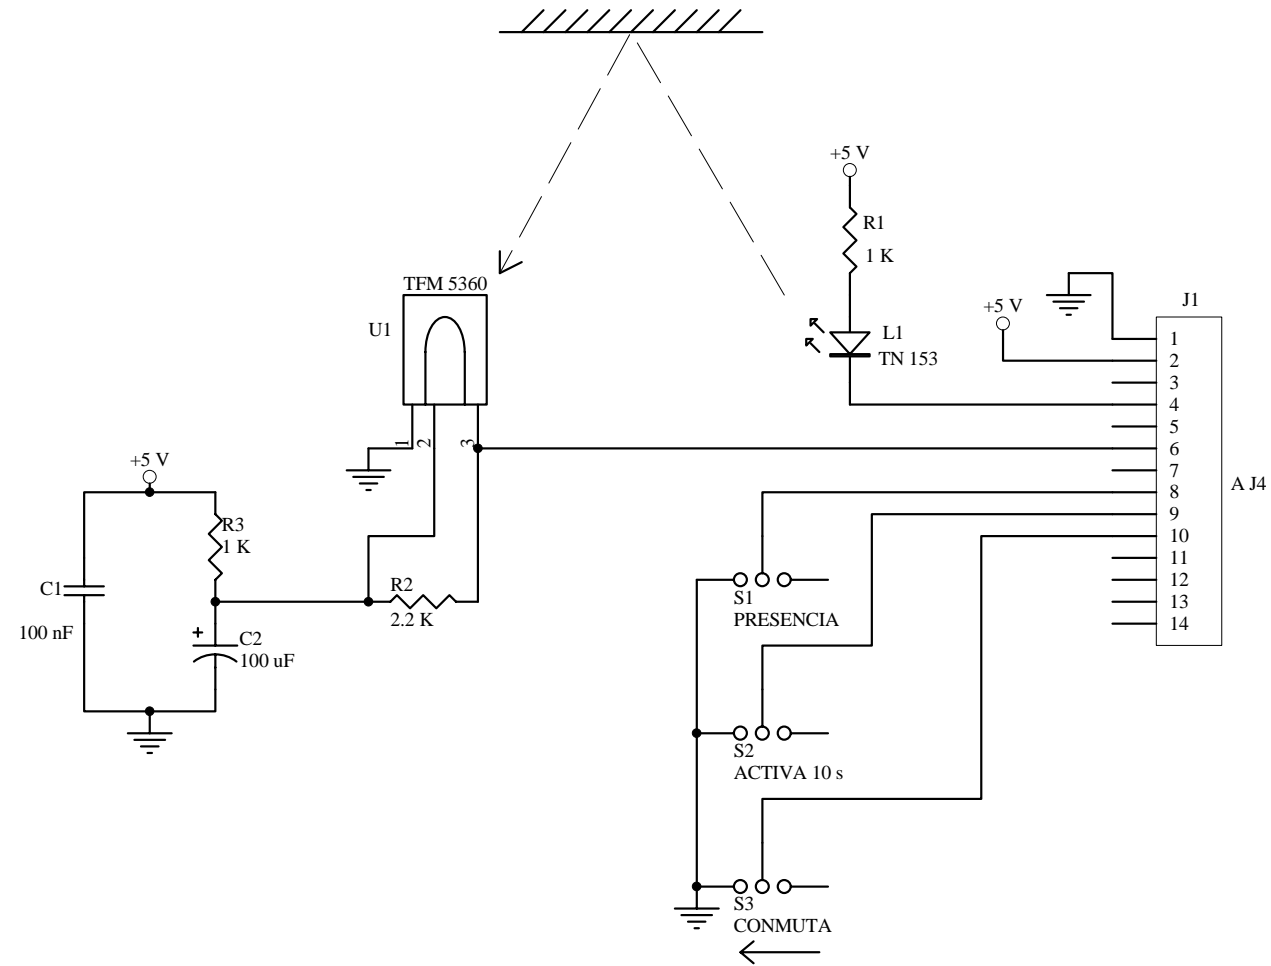 +5 V
R1
1 K
TFM 5360
U1
+5 V
J1
L1
TN 153
1
2
3
4
5
6
7
8
9
10
11
12
13
14
A J4
1
2
3
+5 V
R3
1 K
C1
100 nF
R2
2.2 K
+
C2
100 uF
S1
PRESENCIA
S2
ACTIVA 10 s
S3
CONMUTA